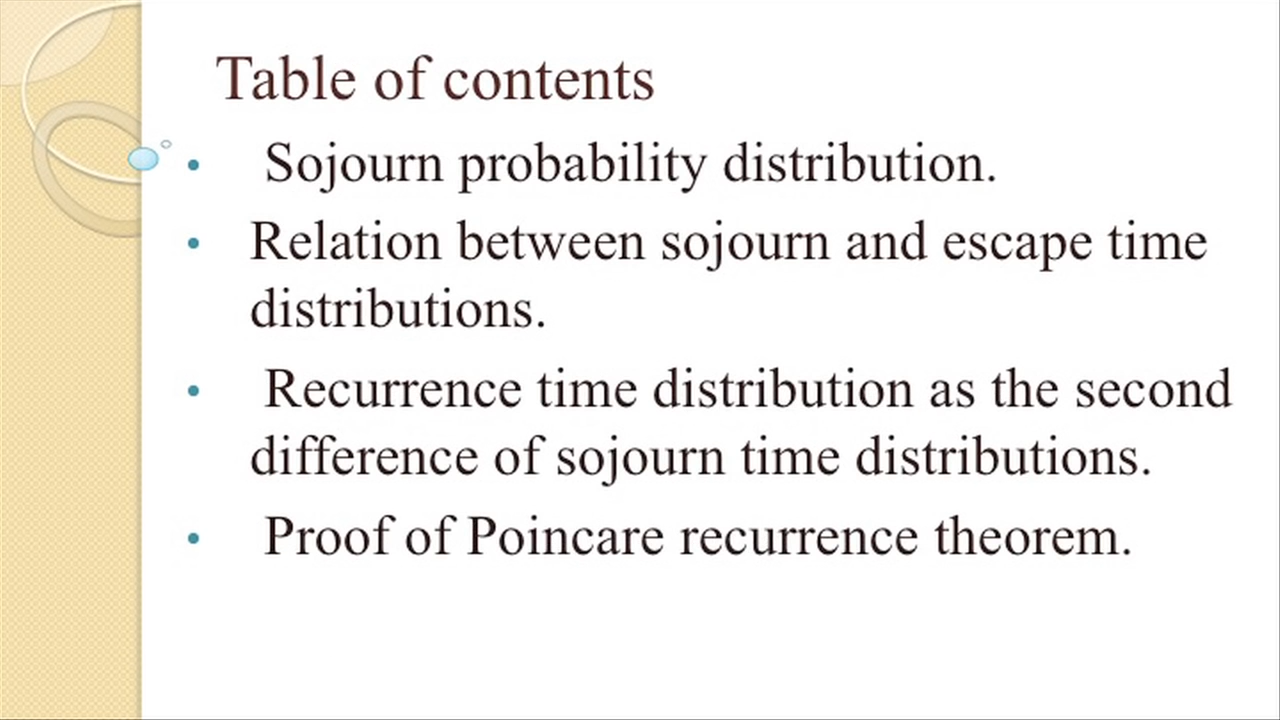 Table of contents
• Sojourn probability distribution.
• Relation between sojourn and escape time
distributions.
• Recurrence time distribution as the second
difference of sojourn time distributions.
• Proof of Poincare recurrence theorem.